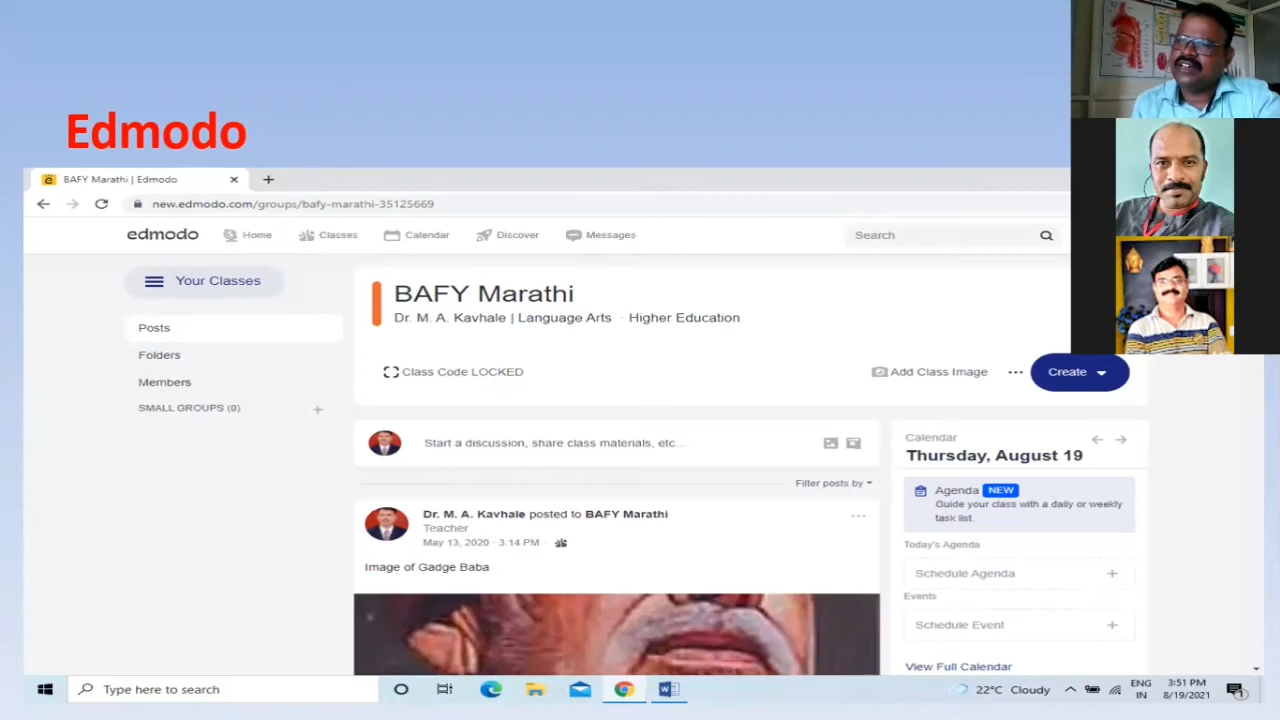 Edmodo
BAFY Marathi | Edmodo
new.edmodo.com/groups/bafy-marathi-35125669
edmodo Home Classes Calendar Discover Messages Search
Your Classes
Posts
Folders
Members
SMALL GROUPS (0)
BAFY Marathi
Dr. M. A. Kavhale | Language Arts · Higher Education
Class Code LOCKED
Add Class Image
Create
Start a discussion, share class materials, etc...
Filter posts by
Dr. M. A. Kavhale posted to BAFY Marathi
Teacher
May 13, 2020 · 3:14 PM
Image of Gadge Baba
Calendar
Thursday, August 19
Agenda NEW
Guide your class with a daily or weekly
task list.
Today's Agenda
Schedule Agenda
Events
Schedule Event
View Full Calendar
Type here to search
22°C Cloudy
ENG
IN
3:51 PM
8/19/2021
1